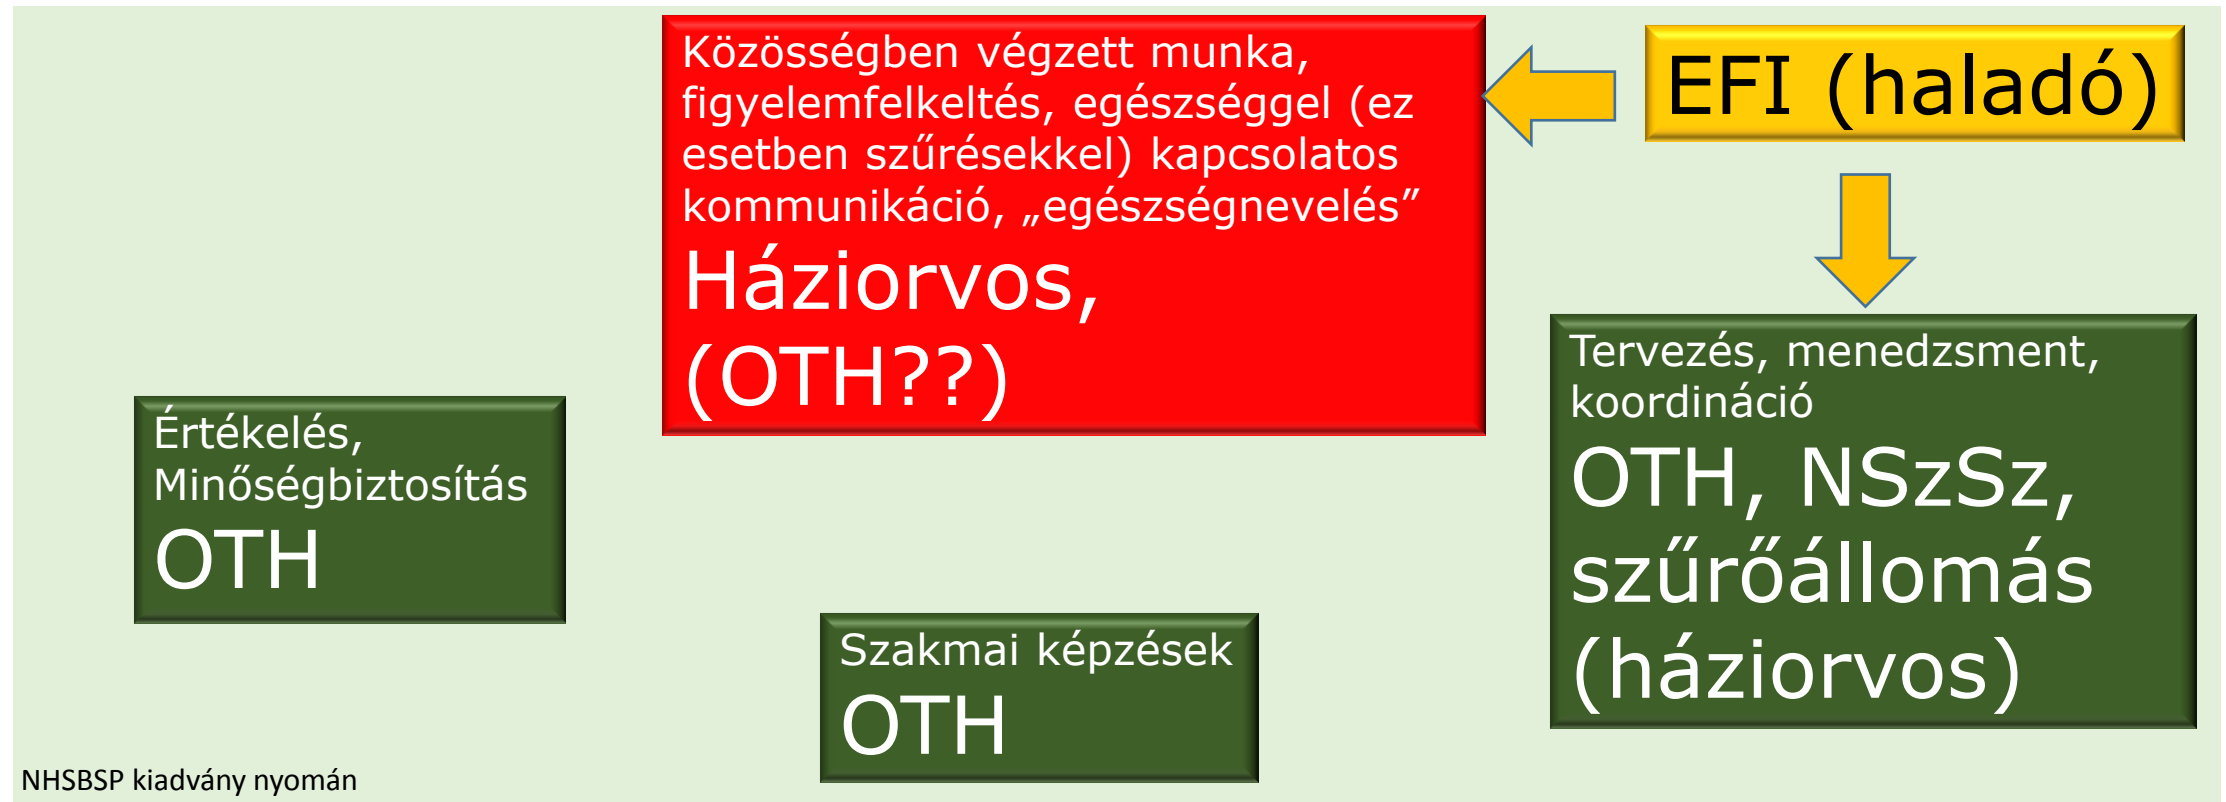 Közösségben végzett munka,
figyelemfelkeltés, egészséggel (ez
esetben szűrésekkel) kapcsolatos
kommunikáció, „egészségnevelés”
Háziorvos,
(OTH??)
EFI (haladó)
Értékelés,
Minőségbiztosítás
OTH
Szakmai képzések
OTH
Tervezés, menedzsment,
koordináció
OTH, NSzSz,
szűrőállomás
(háziorvos)
NHSBSP kiadvány nyomán